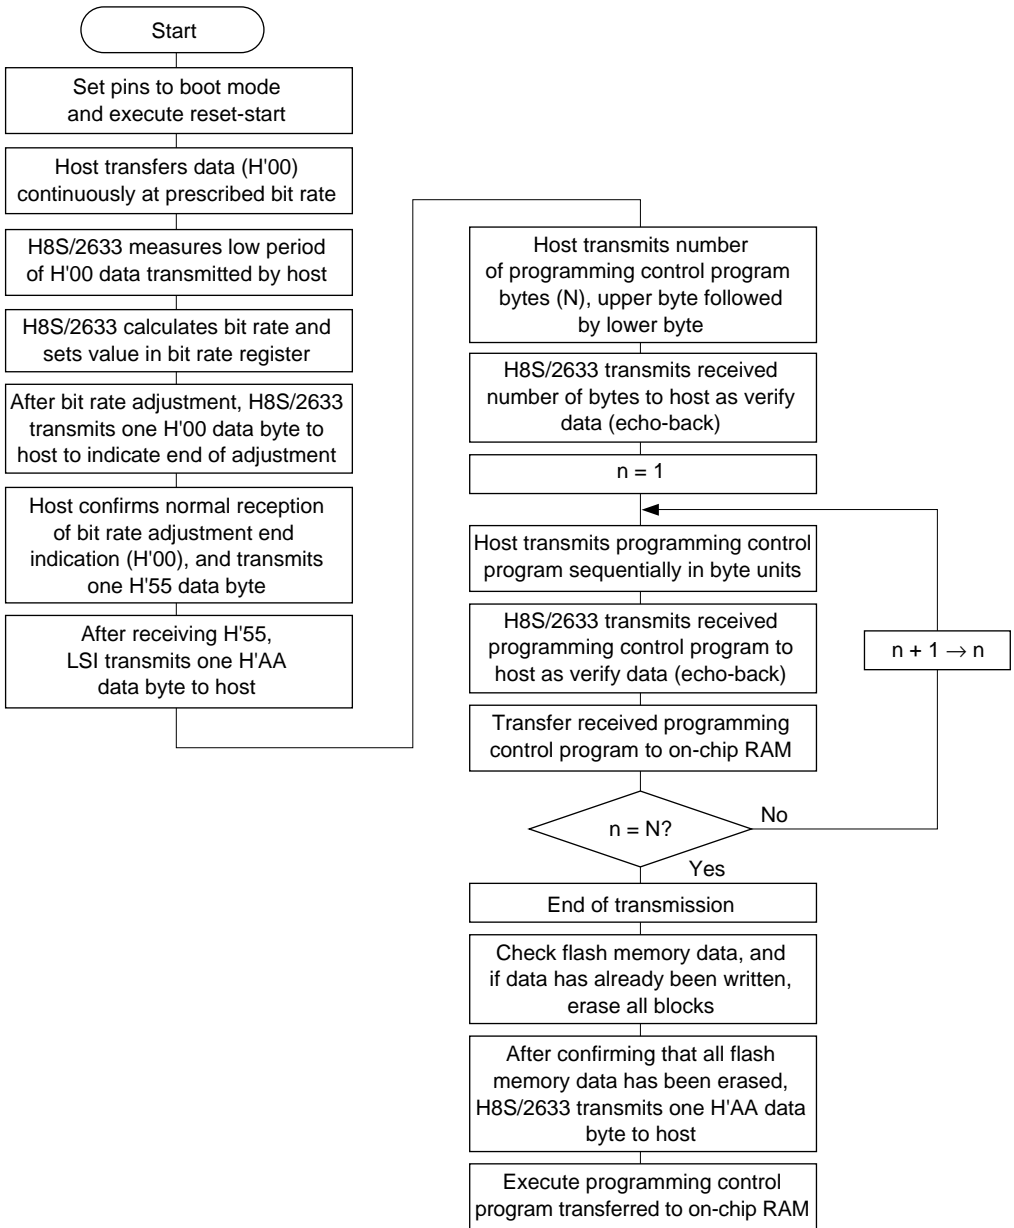 Start
Set pins to boot mode
and execute reset-start
Host transfers data (H'00)
continuously at prescribed bit rate
H8S/2633 measures low period
of H'00 data transmitted by host
H8S/2633 calculates bit rate and
sets value in bit rate register
After bit rate adjustment, H8S/2633
transmits one H'00 data byte to
host to indicate end of adjustment
Host confirms normal reception
of bit rate adjustment end
indication (H'00), and transmits
one H'55 data byte
After receiving H'55,
LSI transmits one H'AA
data byte to host
Host transmits number
of programming control program
bytes (N), upper byte followed
by lower byte
H8S/2633 transmits received
number of bytes to host as verify
data (echo-back)
n = 1
Host transmits programming control
program sequentially in byte units
H8S/2633 transmits received
programming control program to
host as verify data (echo-back)
n + 1 → n
Transfer received programming
control program to on-chip RAM
n = N?
No
Yes
End of transmission
Check flash memory data, and
if data has already been written,
erase all blocks
After confirming that all flash
memory data has been erased,
H8S/2633 transmits one H'AA data
byte to host
Execute programming control
program transferred to on-chip RAM